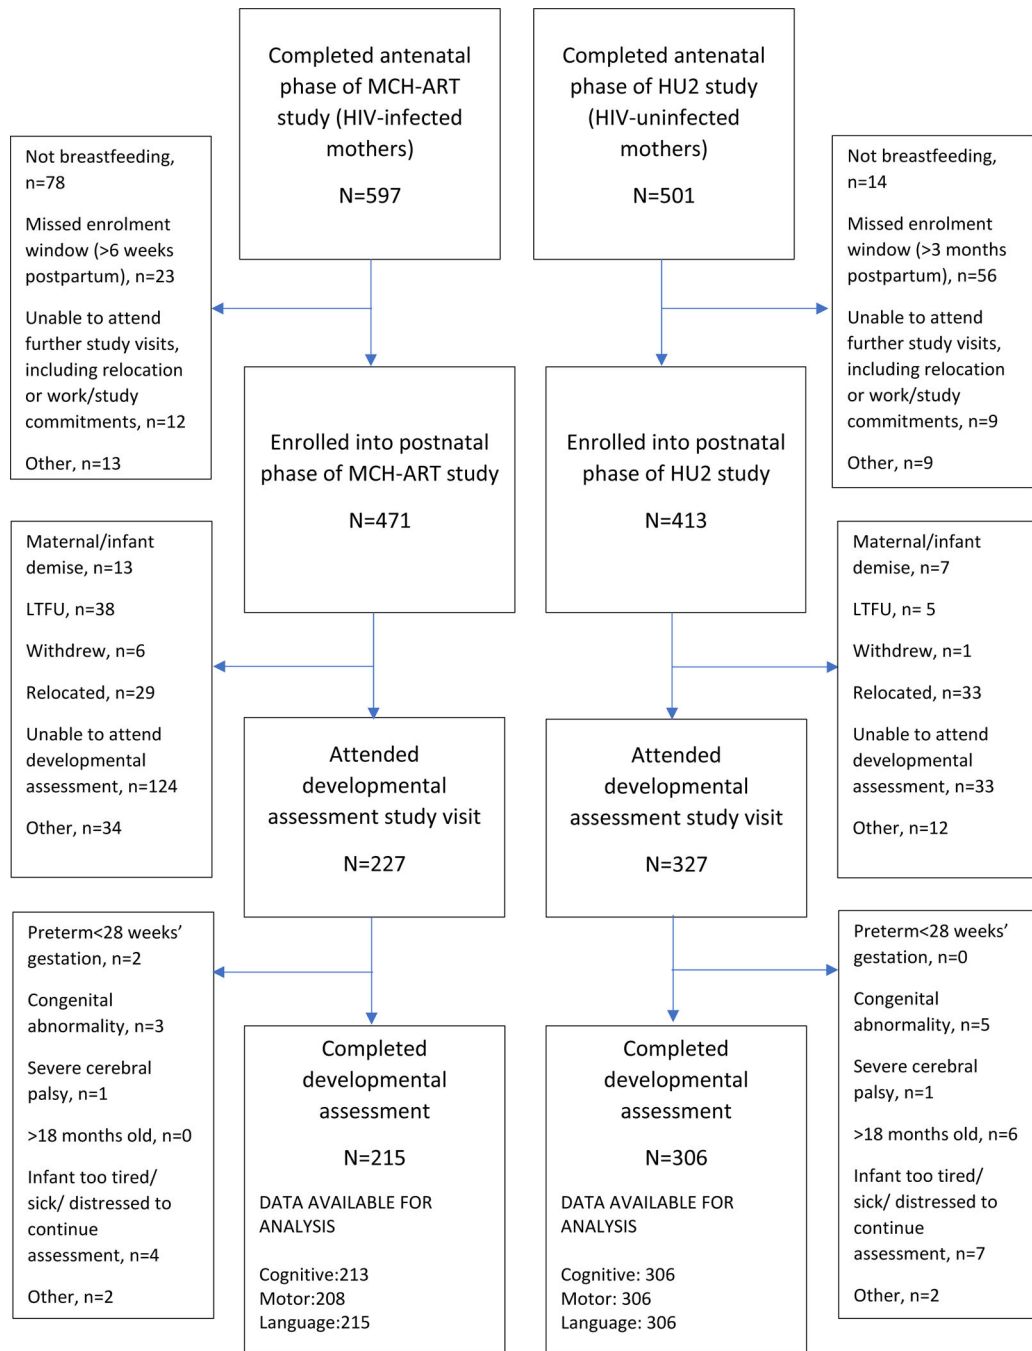 Completed antenatal
phase of MCH-ART
study (HIV-infected
mothers)
N=597
Completed antenatal
phase of HU2 study
(HIV-uninfected
mothers)
N=501
Not breastfeeding,
n=78
Missed enrolment
window (>6 weeks
postpartum), n=23
Unable to attend
further study visits,
including relocation
or work/study
commitments, n=12
Other, n=13
Not breastfeeding,
n=14
Missed enrolment
window (>3 months
postpartum), n=56
Unable to attend
further study visits,
including relocation
or work/study
commitments, n=9
Other, n=9
Enrolled into postnatal
phase of MCH-ART study
N=471
Enrolled into postnatal
phase of HU2 study
N=413
Maternal/infant
demise, n=13
LTFU, n=38
Withdrew, n=6
Relocated, n=29
Unable to attend
developmental
assessment, n=124
Other, n=34
Maternal/infant
demise, n=7
LTFU, n= 5
Withdrew, n=1
Relocated, n=33
Unable to attend
developmental
assessment, n=33
Other, n=12
Attended
developmental
assessment study visit
N=227
Attended
developmental
assessment study visit
N=327
Preterm<28 weeks’
gestation, n=2
Congenital
abnormality, n=3
Severe cerebral
palsy, n=1
>18 months old, n=0
Infant too tired/
sick/ distressed to
continue
assessment, n=4
Other, n=2
Preterm<28 weeks’
gestation, n=0
Congenital
abnormality, n=5
Severe cerebral
palsy, n=1
>18 months old, n=6
Infant too tired/
sick/ distressed to
continue
assessment, n=7
Other, n=2
Completed
developmental
assessment
N=215
DATA AVAILABLE FOR
ANALYSIS
Cognitive:213
Motor:208
Language:215
Completed
developmental
assessment
N=306
DATA AVAILABLE FOR
ANALYSIS
Cognitive: 306
Motor: 306
Language: 306